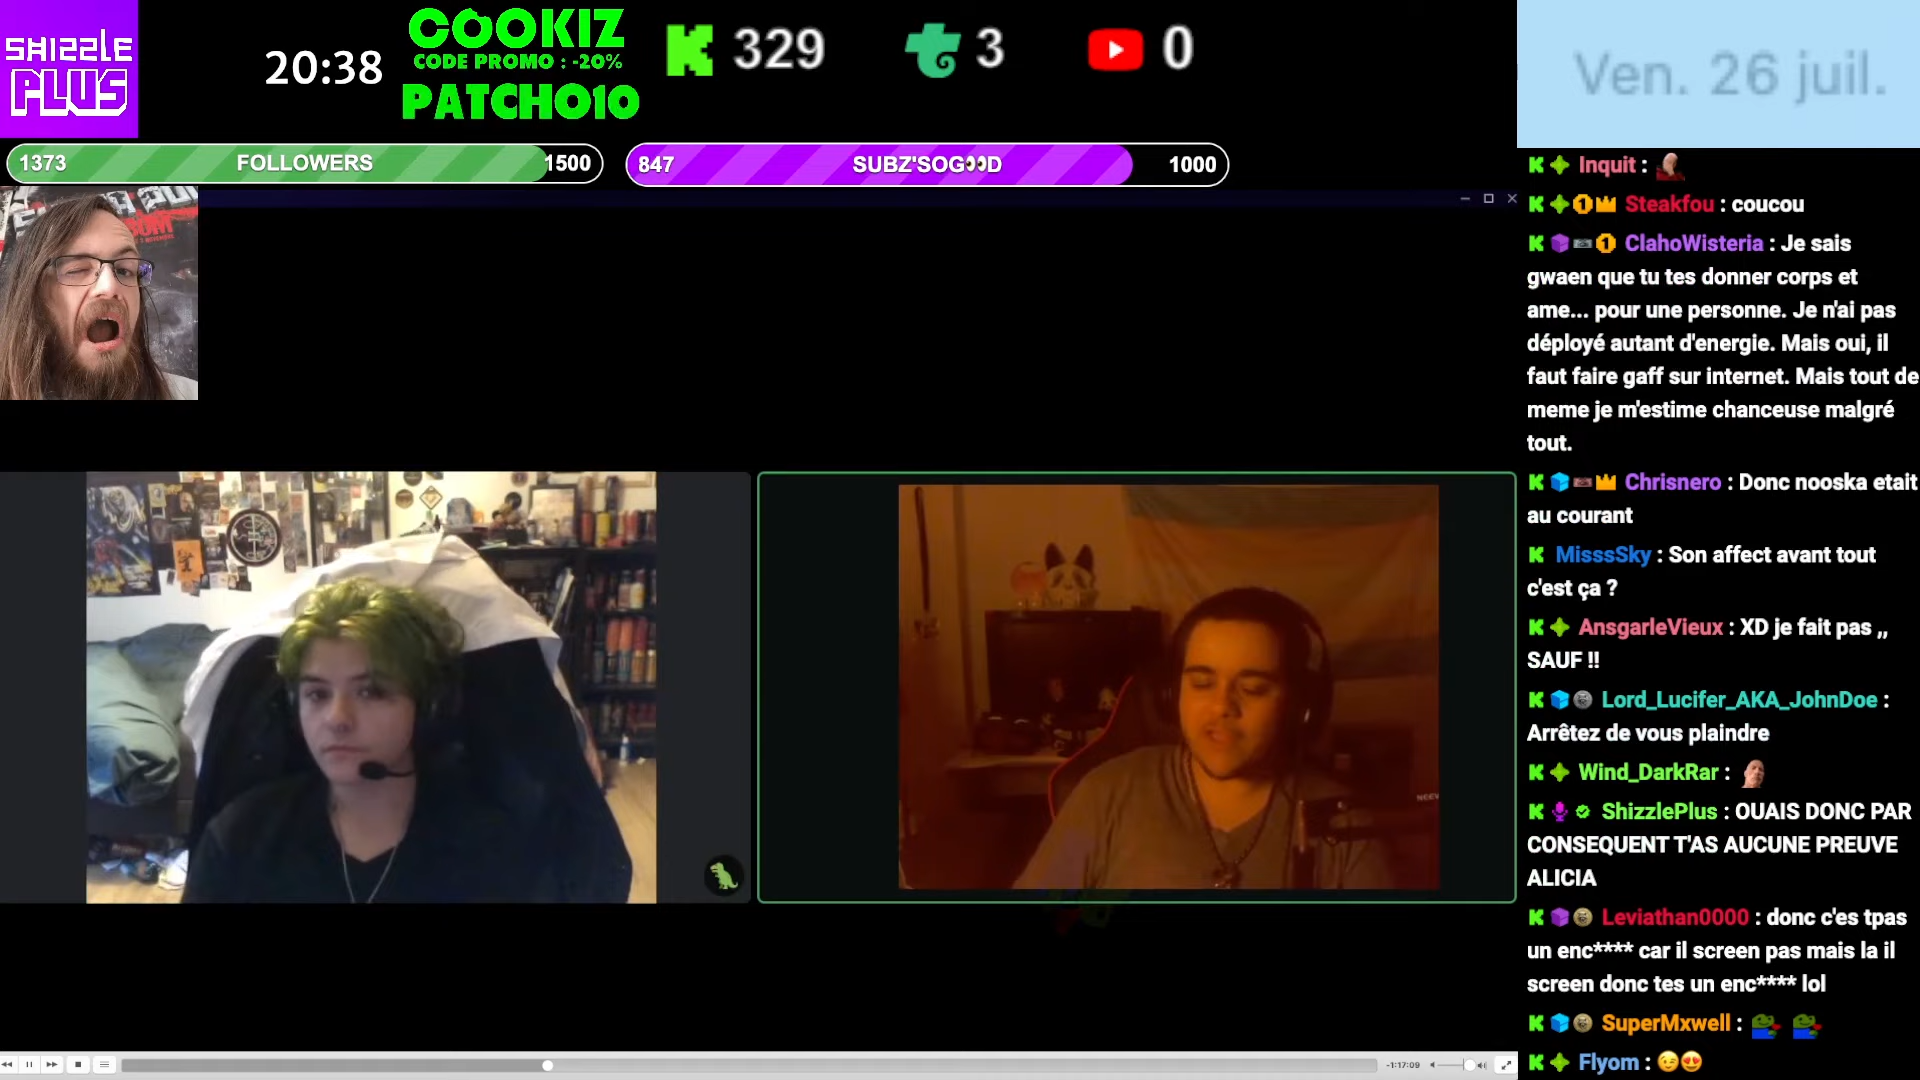 SHIZZLE
PLUS
20:38
COOKIZ
CODE PROMO : -20%
PATCHO10
329
3
0
Ven. 26 juil.
1373 FOLLOWERS 1500
847 SUBZ'SOG👀D 1000
Inquit :
Steakfou : coucou
ClahoWisteria : Je sais
gwaen que tu tes donner corps et
ame... pour une personne. Je n'ai pas
déployé autant d'energie. Mais oui, il
faut faire gaff sur internet. Mais tout de
meme je m'estime chanceuse malgré
tout.
Chrisnero : Donc nooska etait
au courant
MisssSky : Son affect avant tout
c'est ça ?
AnsgarleVieux : XD je fait pas ,,
SAUF !!
Lord_Lucifer_AKA_JohnDoe :
Arrêtez de vous plaindre
Wind_DarkRar :
ShizzlePlus : OUAIS DONC PAR
CONSEQUENT T'AS AUCUNE PREUVE
ALICIA
Leviathan0000 : donc c'es tpas
un enc**** car il screen pas mais la il
screen donc tes un enc**** lol
SuperMxwell :
Flyom : 😉😍
-1:17:09